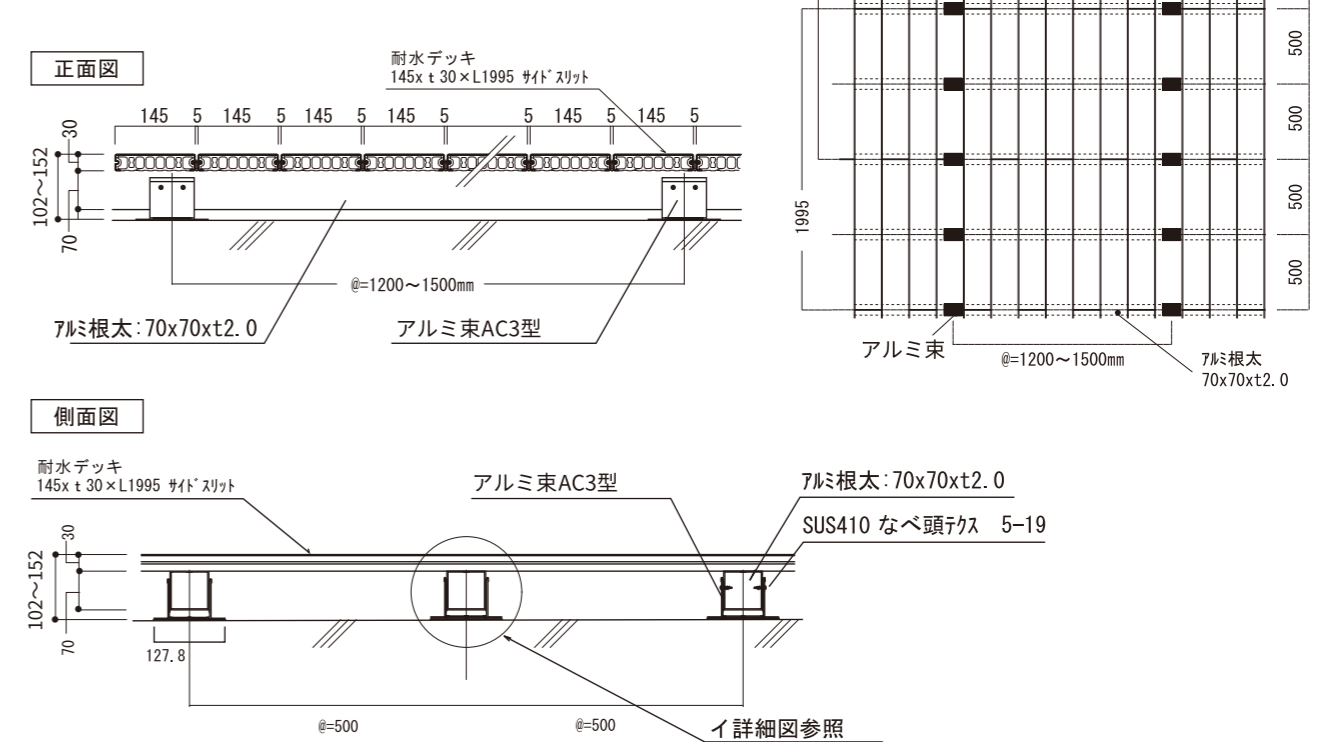 正面図
耐水デッキ
145x t 30×L1995 ｻｲﾄﾞｽﾘｯﾄ
145 5 145 5 145 5 145 5 5 145 5 145 5
30
102～152
70
@=1200～1500mm
ｱﾙﾐ根太:70x70xt2.0
アルミ束AC3型
500
500
500
500
1995
アルミ束
@=1200～1500mm
ｱﾙﾐ根太
70x70xt2.0
側面図
耐水デッキ
145x t 30×L1995 ｻｲﾄﾞｽﾘｯﾄ
アルミ束AC3型
ｱﾙﾐ根太:70x70xt2.0
SUS410 なべ頭ﾃｸｽ 5-19
30
102～152
70
127.8
@=500
@=500
イ詳細図参照